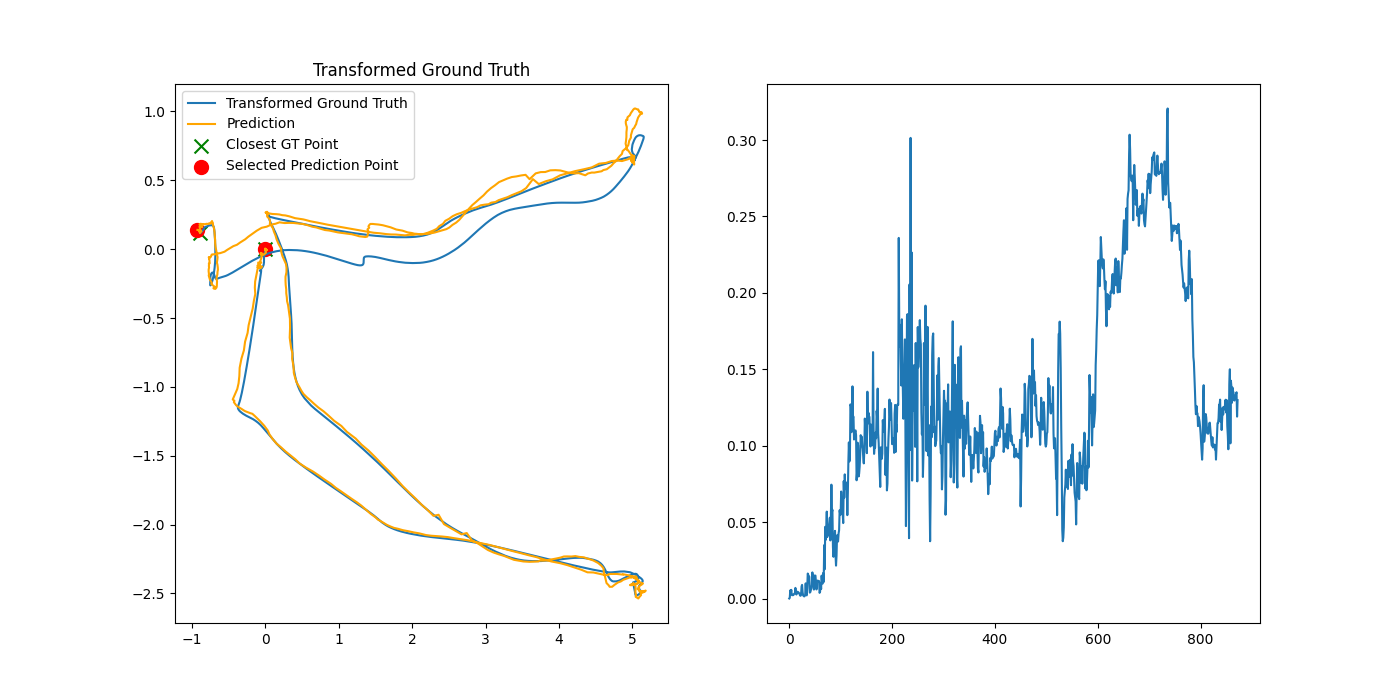 Transformed Ground Truth
Transformed Ground Truth
Prediction
Closest GT Point
Selected Prediction Point
1.0
0.5
0.0
−0.5
−1.0
−1.5
−2.0
−2.5
−1 0 1 2 3 4 5
0.30
0.25
0.20
0.15
0.10
0.05
0.00
0 200 400 600 800